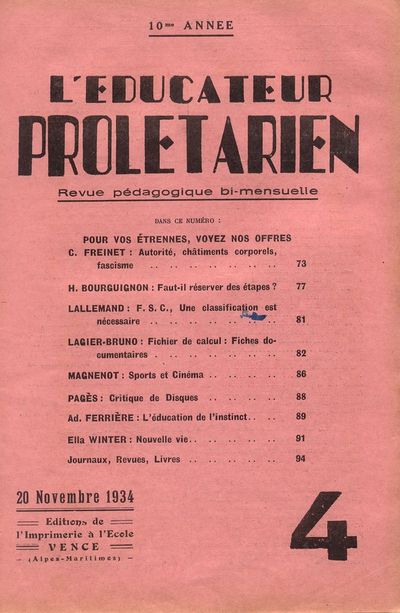 10me ANNEE
L'EDUCATEUR
PROLETARIEN
Revue pédagogique bi-mensuelle
DANS CE NUMÉRO :
POUR VOS ÉTRENNES, VOYEZ NOS OFFRES
C. FREINET : Autorité, châtiments corporels,
fascisme .. .. .. .. .. .. .. 73
H. BOURGUIGNON : Faut-il réserver des étapes ? 77
LALLEMAND : F. S. C., Une classification est
nécessaire .. .. .. .. .. .. 81
LAGIER-BRUNO : Fichier de calcul : Fiches do-
cumentaires . .. .. .. .. .. 82
MAGNENOT : Sports et Cinéma .. .. .. .. 86
PAGÈS : Critique de Disques .. .. .. .. 88
Ad. FERRIÈRE : L'éducation de l'instinct.. .. 89
Ella WINTER : Nouvelle vie.. .. .. .. .. 91
Journaux, Revues, Livres .. .. .. .. .. 94
20 Novembre 1934
Editions de
l'Imprimerie à l'Ecole
VENCE
- (Alpes-Maritimes) -
4